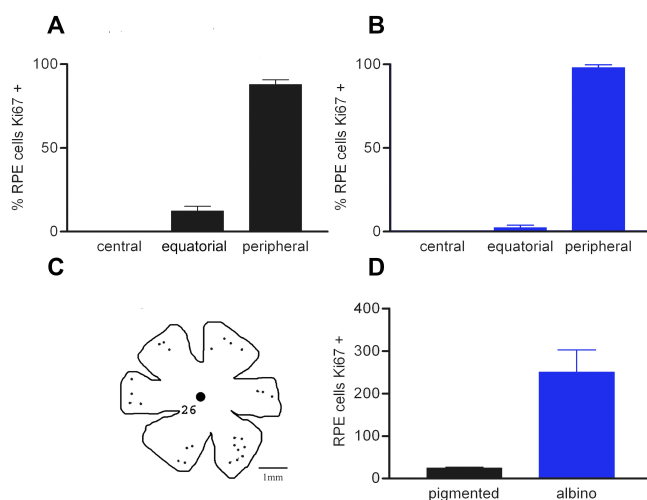 A
% RPE cells Ki67 +
100
50
0
central equatorial peripheral
B
% RPE cells Ki67 +
100
50
0
central equatorial peripheral
C
26
1mm
D
RPE cells Ki67 +
400
300
200
100
0
pigmented albino